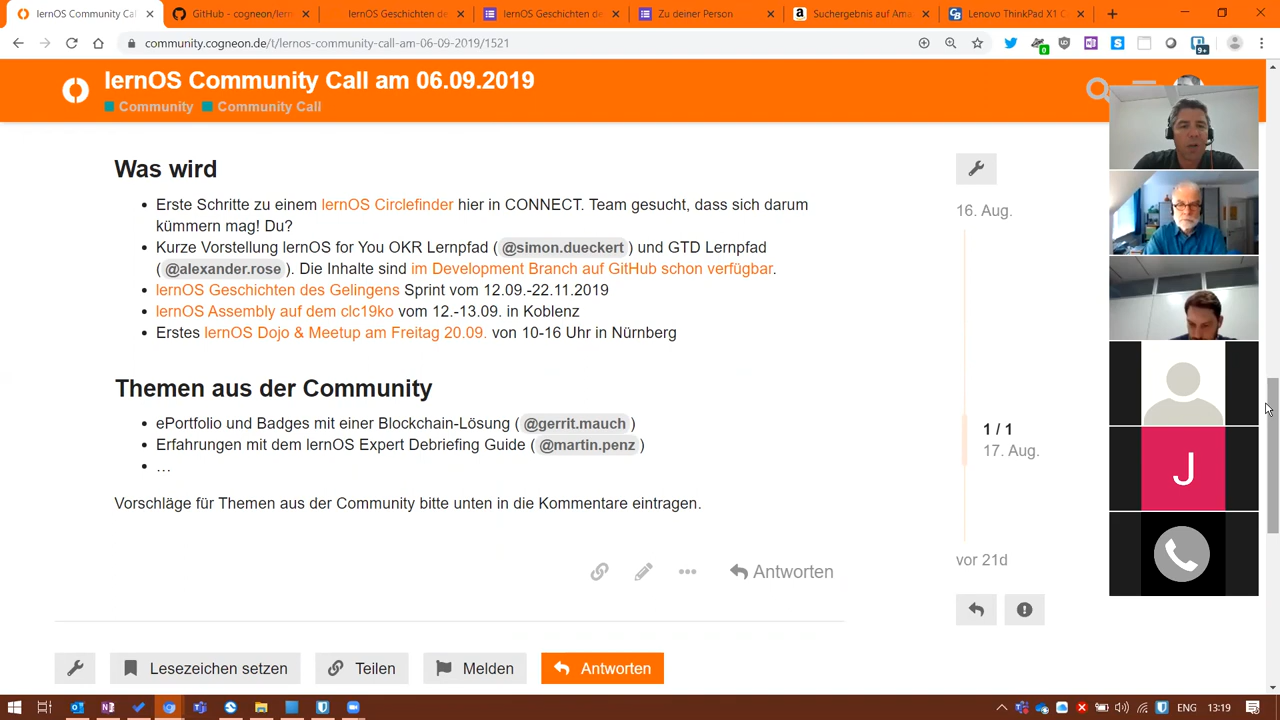 lernOS Community Cal
GitHub - cogneon/lern
lernOS Geschichten de
lernOS Geschichten de
Zu deiner Person
Suchergebnis auf Ama
Lenovo ThinkPad X1 C
community.cogneon.de/t/lernos-community-call-am-06-09-2019/1521
0
9+
lernOS Community Call am 06.09.2019
Community Community Call
Was wird
• Erste Schritte zu einem lernOS Circlefinder hier in CONNECT. Team gesucht, dass sich darum
kümmern mag! Du?
• Kurze Vorstellung lernOS for You OKR Lernpfad ( @simon.dueckert ) und GTD Lernpfad
( @alexander.rose ). Die Inhalte sind im Development Branch auf GitHub schon verfügbar.
• lernOS Geschichten des Gelingens Sprint vom 12.09.-22.11.2019
• lernOS Assembly auf dem clc19ko vom 12.-13.09. in Koblenz
• Erstes lernOS Dojo & Meetup am Freitag 20.09. von 10-16 Uhr in Nürnberg
Themen aus der Community
• ePortfolio und Badges mit einer Blockchain-Lösung ( @gerrit.mauch )
• Erfahrungen mit dem lernOS Expert Debriefing Guide ( @martin.penz )
• …
Vorschläge für Themen aus der Community bitte unten in die Kommentare eintragen.
Antworten
16. Aug.
1 / 1
17. Aug.
vor 21d
J
Lesezeichen setzen
Teilen
Melden
Antworten
ENG
13:19